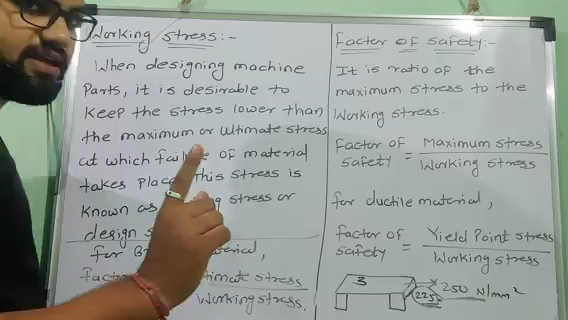 Working Stress:-
When designing machine
Parts, it is desirable to
keep the stress lower than
the maximum or ultimate stress
at which failure of material
takes place This stress is
known as stress or
design
for material,
stress
Working stress.
Factor of safety:-
It is ratio of the
maximum stress to the
Working stress.
Factor of safety = Maximum stress
Working stress
for ductile material,
factor of safety = Yield Point stress
Working stress
3
225
250 N/mm²